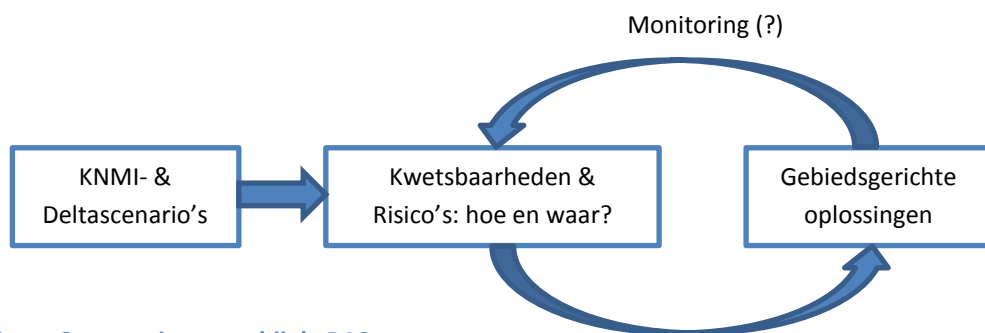 Monitoring (?)
KNMI- &
Deltascenario’s
Kwetsbaarheden &
Risico’s: hoe en waar?
Gebiedsgerichte
oplossingen